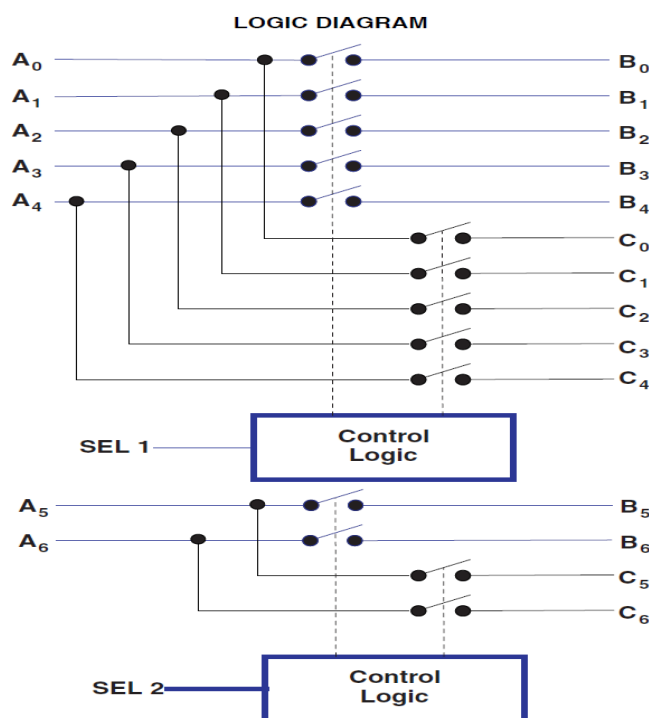 LOGIC DIAGRAM
A0 B0
A1 B1
A2 B2
A3 B3
A4 B4
C0
C1
C2
C3
C4
SEL 1 Control
Logic
A5 B5
A6 B6
C5
C6
SEL 2 Control
Logic